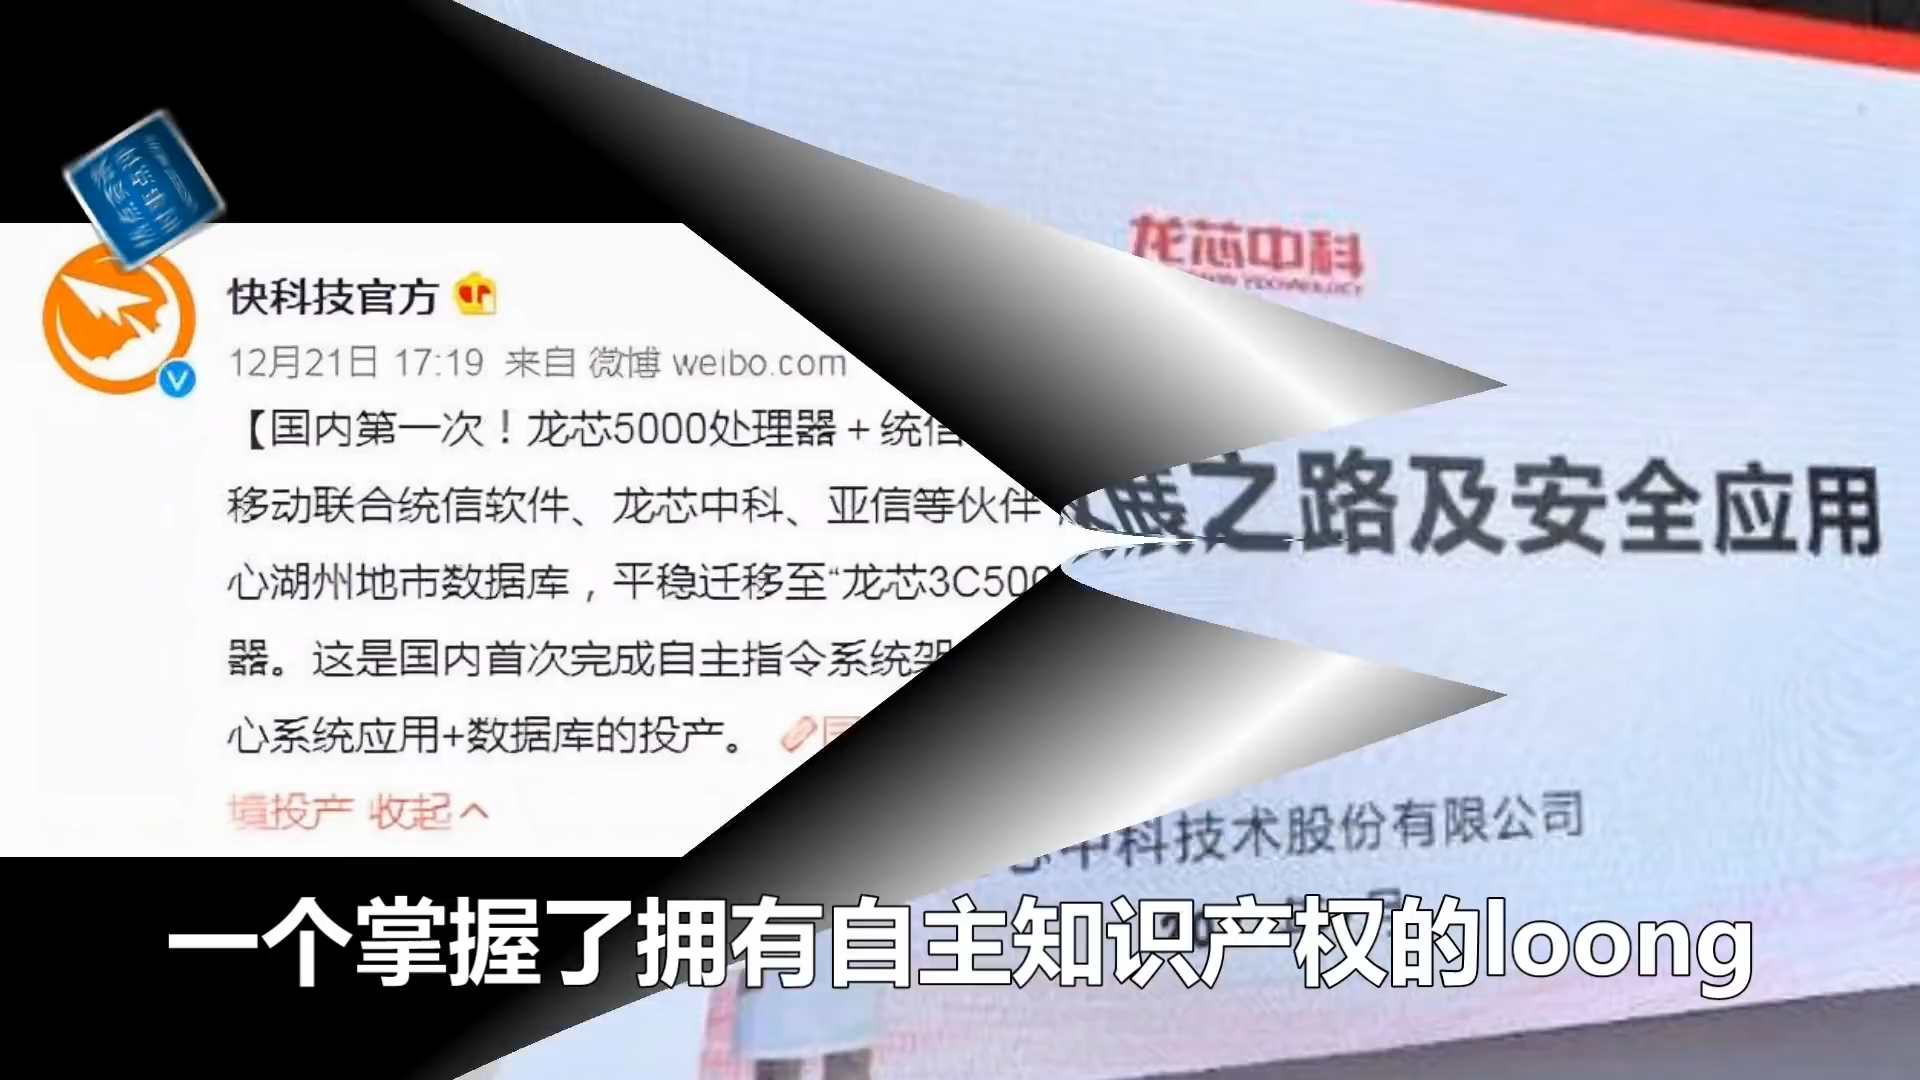 快科技官方
12月21日 17:19 来自 微博 weibo.com
【国内第一次！龙芯5000处理器＋统信
移动联合统信软件、龙芯中科、亚信等伙伴
心湖州地市数据库，平稳迁移至“龙芯3C500
器。这是国内首次完成自主指令系统架
心系统应用+数据库的投产。
境投产 收起
龙芯中科
展之路及安全应用
中科技术股份有限公司
一个掌握了拥有自主知识产权的loong